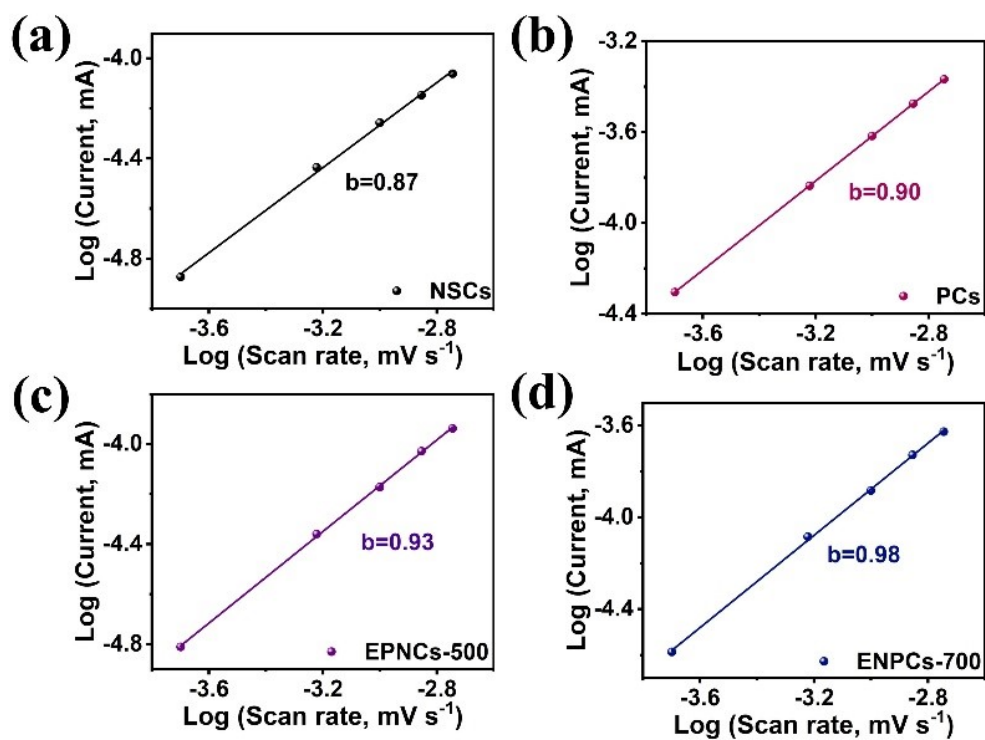 (a)
Log (Current, mA)
-4.0
-4.4
-4.8
b=0.87
NSCs
-3.6 -3.2 -2.8
Log (Scan rate, mV s⁻¹)
(b)
Log (Current, mA)
-3.2
-3.6
-4.0
-4.4
b=0.90
PCs
-3.6 -3.2 -2.8
Log (Scan rate, mV s⁻¹)
(c)
Log (Current, mA)
-4.0
-4.4
-4.8
b=0.93
EPNCs-500
-3.6 -3.2 -2.8
Log (Scan rate, mV s⁻¹)
(d)
Log (Current, mA)
-3.6
-4.0
-4.4
b=0.98
ENPCs-700
-3.6 -3.2 -2.8
Log (Scan rate, mV s⁻¹)